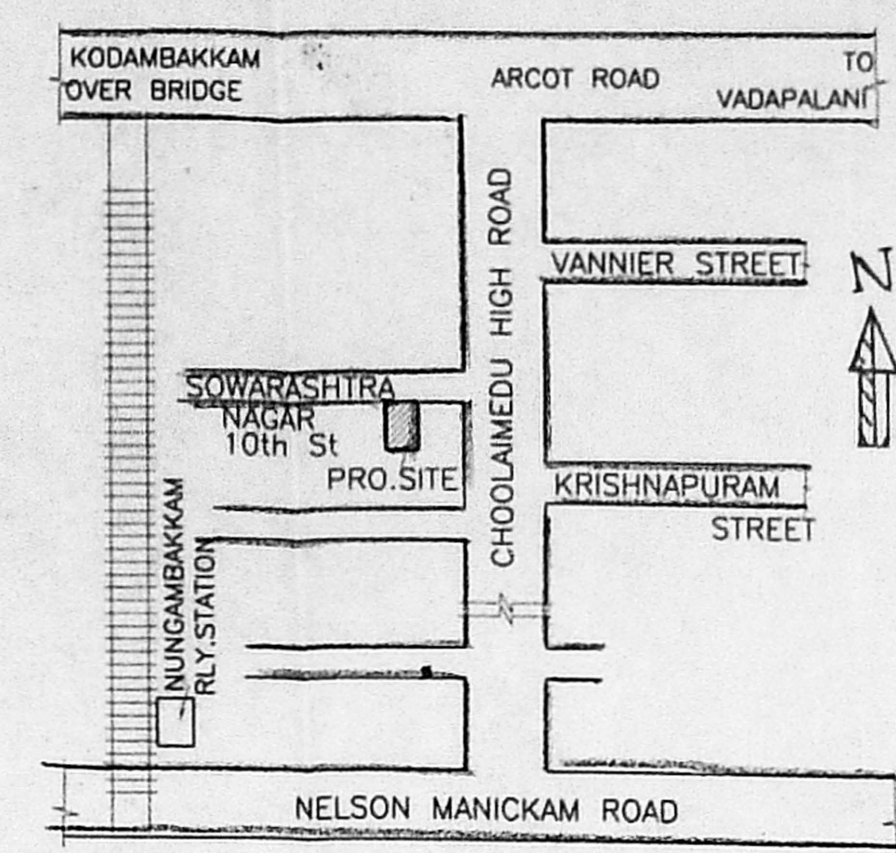 KODAMBAKKAM
OVER BRIDGE
ARCOT ROAD
TO
VADAPALANI
CHOOLAIMEDU HIGH ROAD
VANNIER STREET
N
SOWARASHTRA
NAGAR
10th St
PRO.SITE
KRISHNAPURAM
STREET
NUNGAMBAKKAM
RLY.STATION
NELSON MANICKAM ROAD